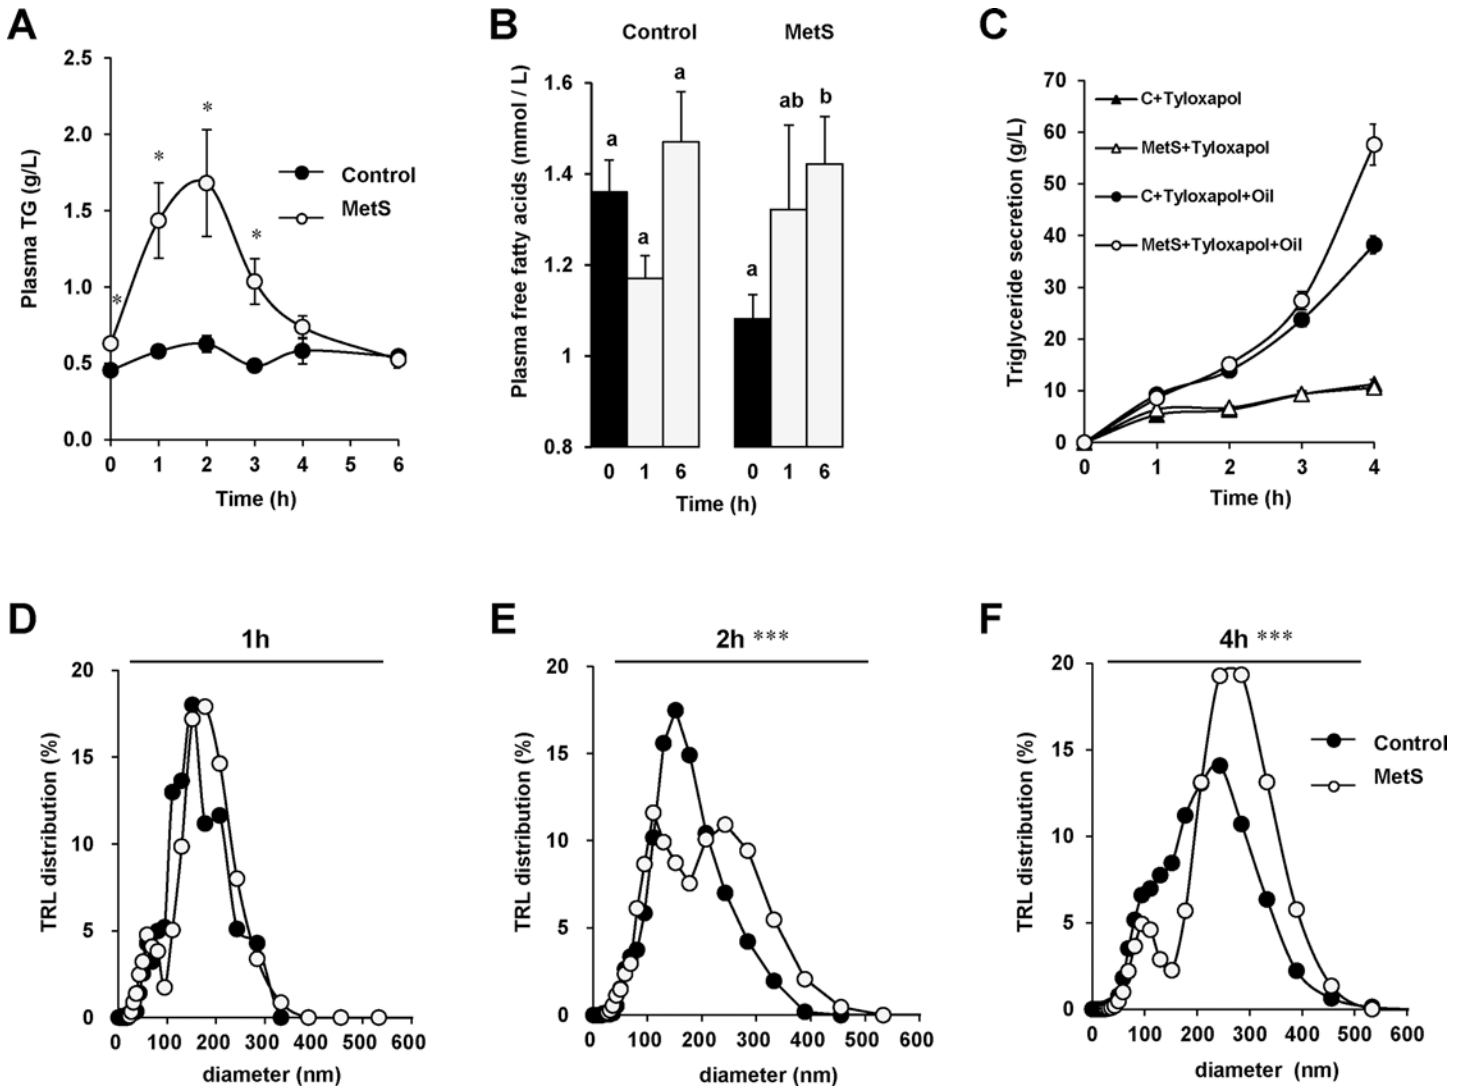 A
Plasma TG (g/L)
2.5
2.0
1.5
1.0
0.5
0.0
*
*
*
*
Control
MetS
0 1 2 3 4 5 6
Time (h)
B
Control MetS
Plasma free fatty acids (mmol / L)
1.6
1.4
1.2
1
0.8
a a a a ab b
0 1 6 0 1 6
Time (h)
C
Triglyceride secretion (g/L)
70
60
50
40
30
20
10
0
C+Tyloxapol
MetS+Tyloxapol
C+Tyloxapol+Oil
MetS+Tyloxapol+Oil
0 1 2 3 4
Time (h)
D
1h
TRL distribution (%)
20
15
10
5
0
0 100 200 300 400 500 600
diameter (nm)
E
2h ***
TRL distribution (%)
20
15
10
5
0
0 100 200 300 400 500 600
diameter (nm)
F
4h ***
TRL distribution (%)
20
15
10
5
0
Control
MetS
0 100 200 300 400 500 600
diameter (nm)